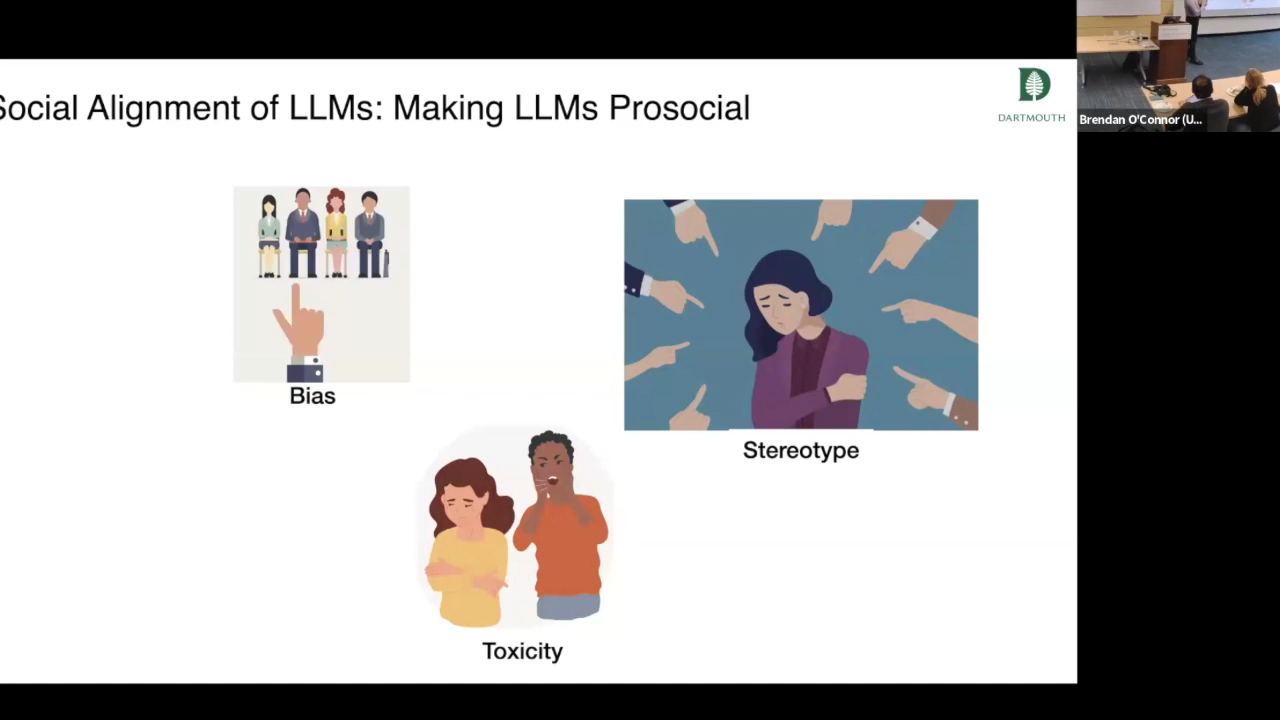 Social Alignment of LLMs: Making LLMs Prosocial
D
DARTMOUTH
Brendan O'Connor (U...
Bias
Stereotype
Toxicity